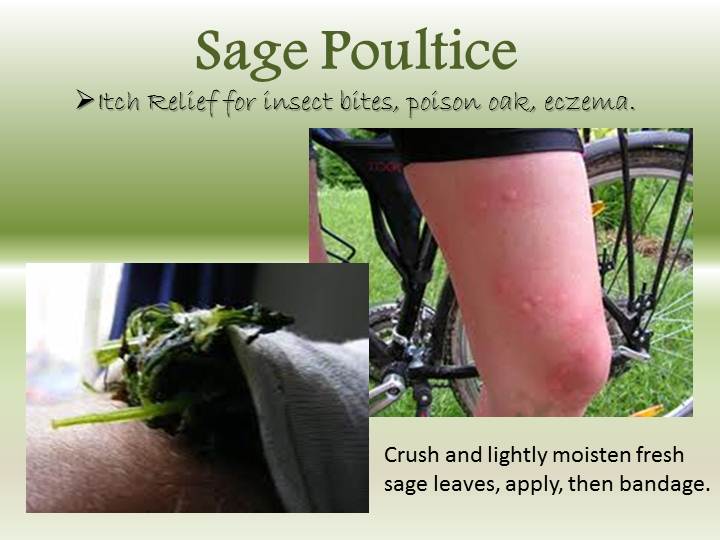 Sage Poultice
➢Itch Relief for insect bites, poison oak, eczema.
Crush and lightly moisten fresh
sage leaves, apply, then bandage.